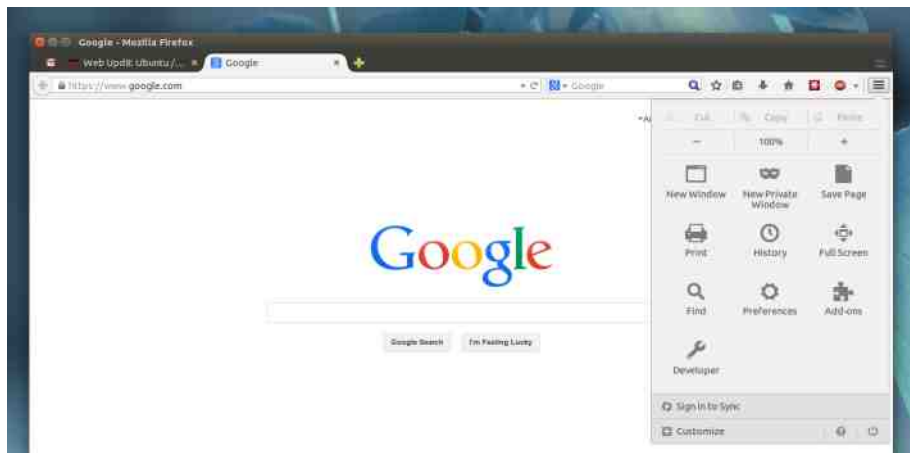 Google - Mozilla Firefox
Web Upd8: Ubuntu /...
Google
https://www.google.com
Google
Cut
Copy
Paste
100%
New Window
New Private Window
Save Page
Google
Print
History
Full Screen
Find
Preferences
Add-ons
Google Search
I'm Feeling Lucky
Developer
Sign in to Sync
Customize